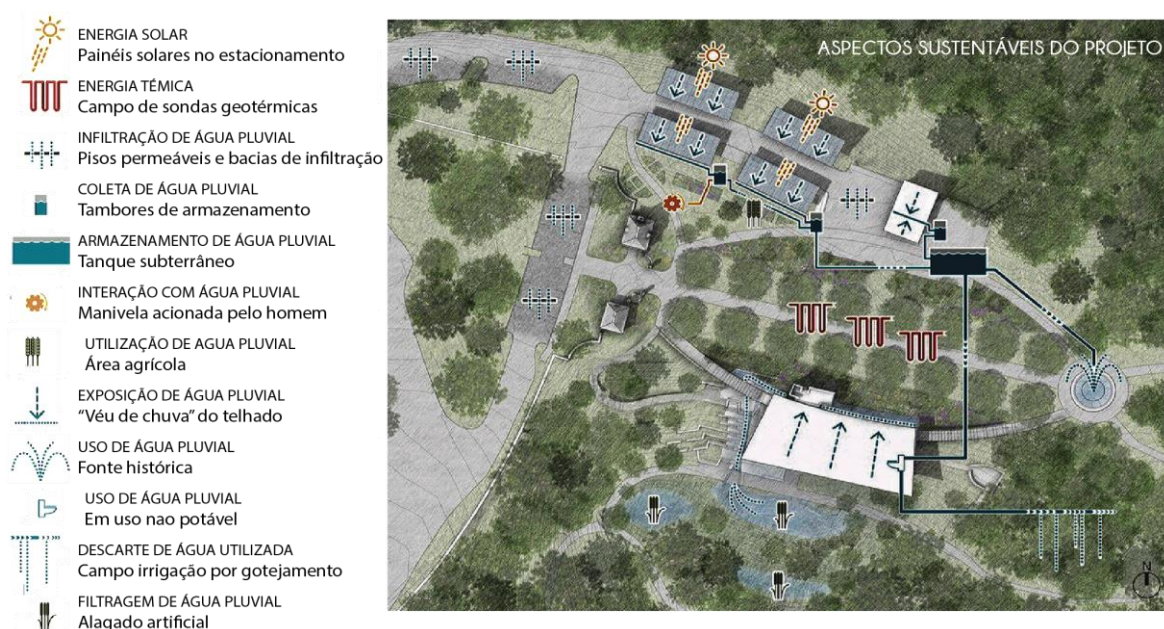 ENERGIA SOLAR
Painéis solares no estacionamento
ENERGIA TÉMICA
Campo de sondas geotérmicas
INFILTRAÇÃO DE ÁGUA PLUVIAL
Pisos permeáveis e bacias de infiltração
COLETA DE ÁGUA PLUVIAL
Tambores de armazenamento
ARMAZENAMENTO DE ÁGUA PLUVIAL
Tanque subterrâneo
INTERAÇÃO COM ÁGUA PLUVIAL
Manivela acionada pelo homem
UTILIZAÇÃO DE AGUA PLUVIAL
Área agrícola
EXPOSIÇÃO DE ÁGUA PLUVIAL
“Véu de chuva” do telhado
USO DE ÁGUA PLUVIAL
Fonte histórica
USO DE ÁGUA PLUVIAL
Em uso nao potável
DESCARTE DE ÁGUA UTILIZADA
Campo irrigação por gotejamento
FILTRAGEM DE ÁGUA PLUVIAL
Alagado artificial
ASPECTOS SUSTENTÁVEIS DO PROJETO
N